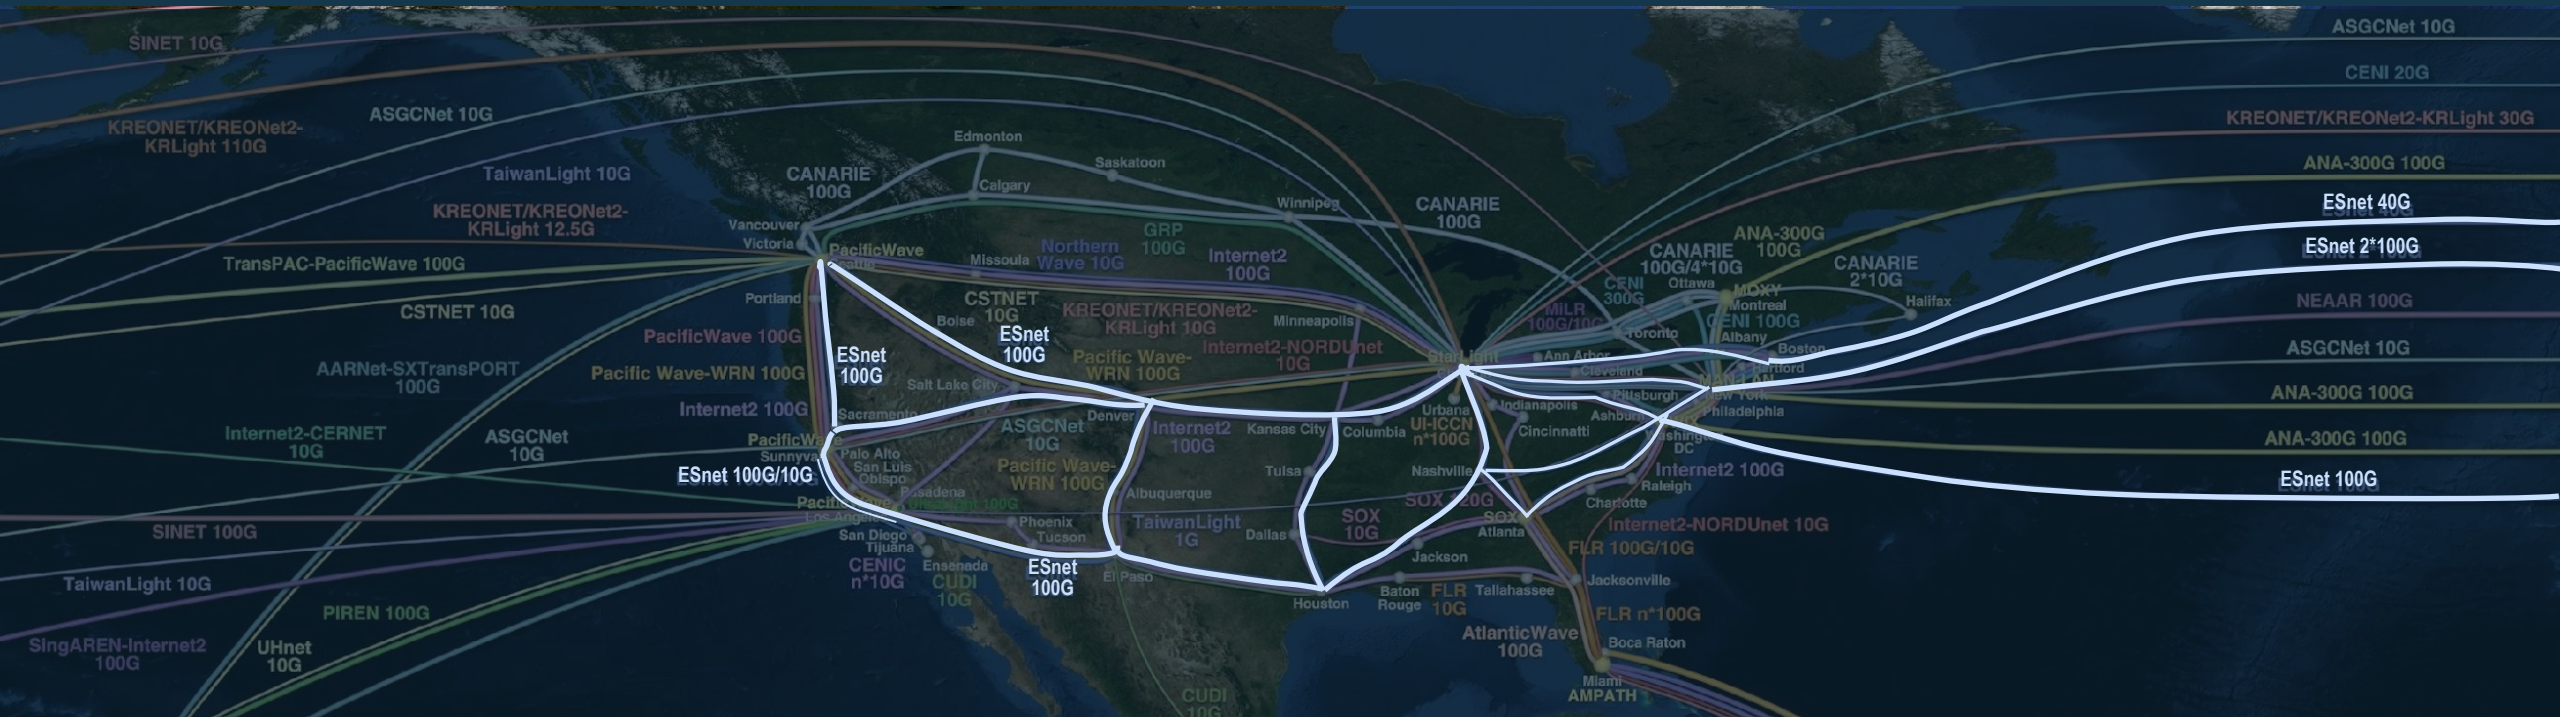 SINET 10G
ASGCNet 10G
CENI 20G
KREONET/KREONet2-
KRLight 110G
ASGCNet 10G
KREONET/KREONet2-KRLight 30G
Edmonton
Saskatoon
ANA-300G 100G
TaiwanLight 10G
CANARIE
100G
Calgary
Winnipeg
CANARIE
100G
ESnet 40G
KREONET/KREONet2-
KRLight 12.5G
Vancouver
Victoria
PacificWave
Seattle
GRP
100G
Northern
Wave 10G
Internet2
100G
ANA-300G
100G
CANARIE
100G/4*10G
CANARIE
2*10G
ESnet 2*100G
TransPAC-PacificWave 100G
Missoula
Ottawa
CENI
300G
MOXY
Montreal
Halifax
NEAAR 100G
CSTNET 10G
Portland
CSTNET
10G
Boise
KREONET/KREONet2-
KRLight 10G
Minneapolis
MiLR
100G/10G
Toronto
CENI 100G
Albany
Boston
Hartford
PacificWave 100G
ESnet
100G
ESnet
100G
Internet2-NORDUnet
10G
StarLight
Ann Arbor
Cleveland
ASGCNet 10G
AARNet-SXTransPORT
100G
Pacific Wave-WRN 100G
Pacific Wave-
WRN 100G
Salt Lake City
MAN LAN
New York
Philadelphia
Pittsburgh
Ashburn
ANA-300G 100G
Internet2 100G
Sacramento
Denver
Urbana
UI-ICCN
n*100G
Indianapolis
Cincinnati
Internet2-CERNET
10G
ASGCNet
10G
PacificWave
Sunnyvale
Palo Alto
San Luis
Obispo
ASGCNet
10G
Internet2
100G
Kansas City
Columbia
Washington
DC
ANA-300G 100G
ESnet 100G/10G
Pacific Wave-
WRN 100G
Tulsa
Nashville
Internet2 100G
ESnet 100G
Pasadena
Albuquerque
Raleigh
Charlotte
Los Angeles
SINET 100G
Phoenix
Tucson
San Diego
Tijuana
TaiwanLight
1G
Dallas
SOX
10G
SOX
Atlanta
Internet2-NORDUnet 10G
Jackson
FLR 100G/10G
CENIC
n*10G
Ensenada
CUDI
10G
ESnet
100G
El Paso
Houston
Baton
Rouge
FLR
10G
Tallahassee
Jacksonville
TaiwanLight 10G
PIREN 100G
FLR n*100G
SingAREN-Internet2
100G
UHnet
10G
AtlanticWave
100G
Boca Raton
Miami
AMPATH
CUDI
10G